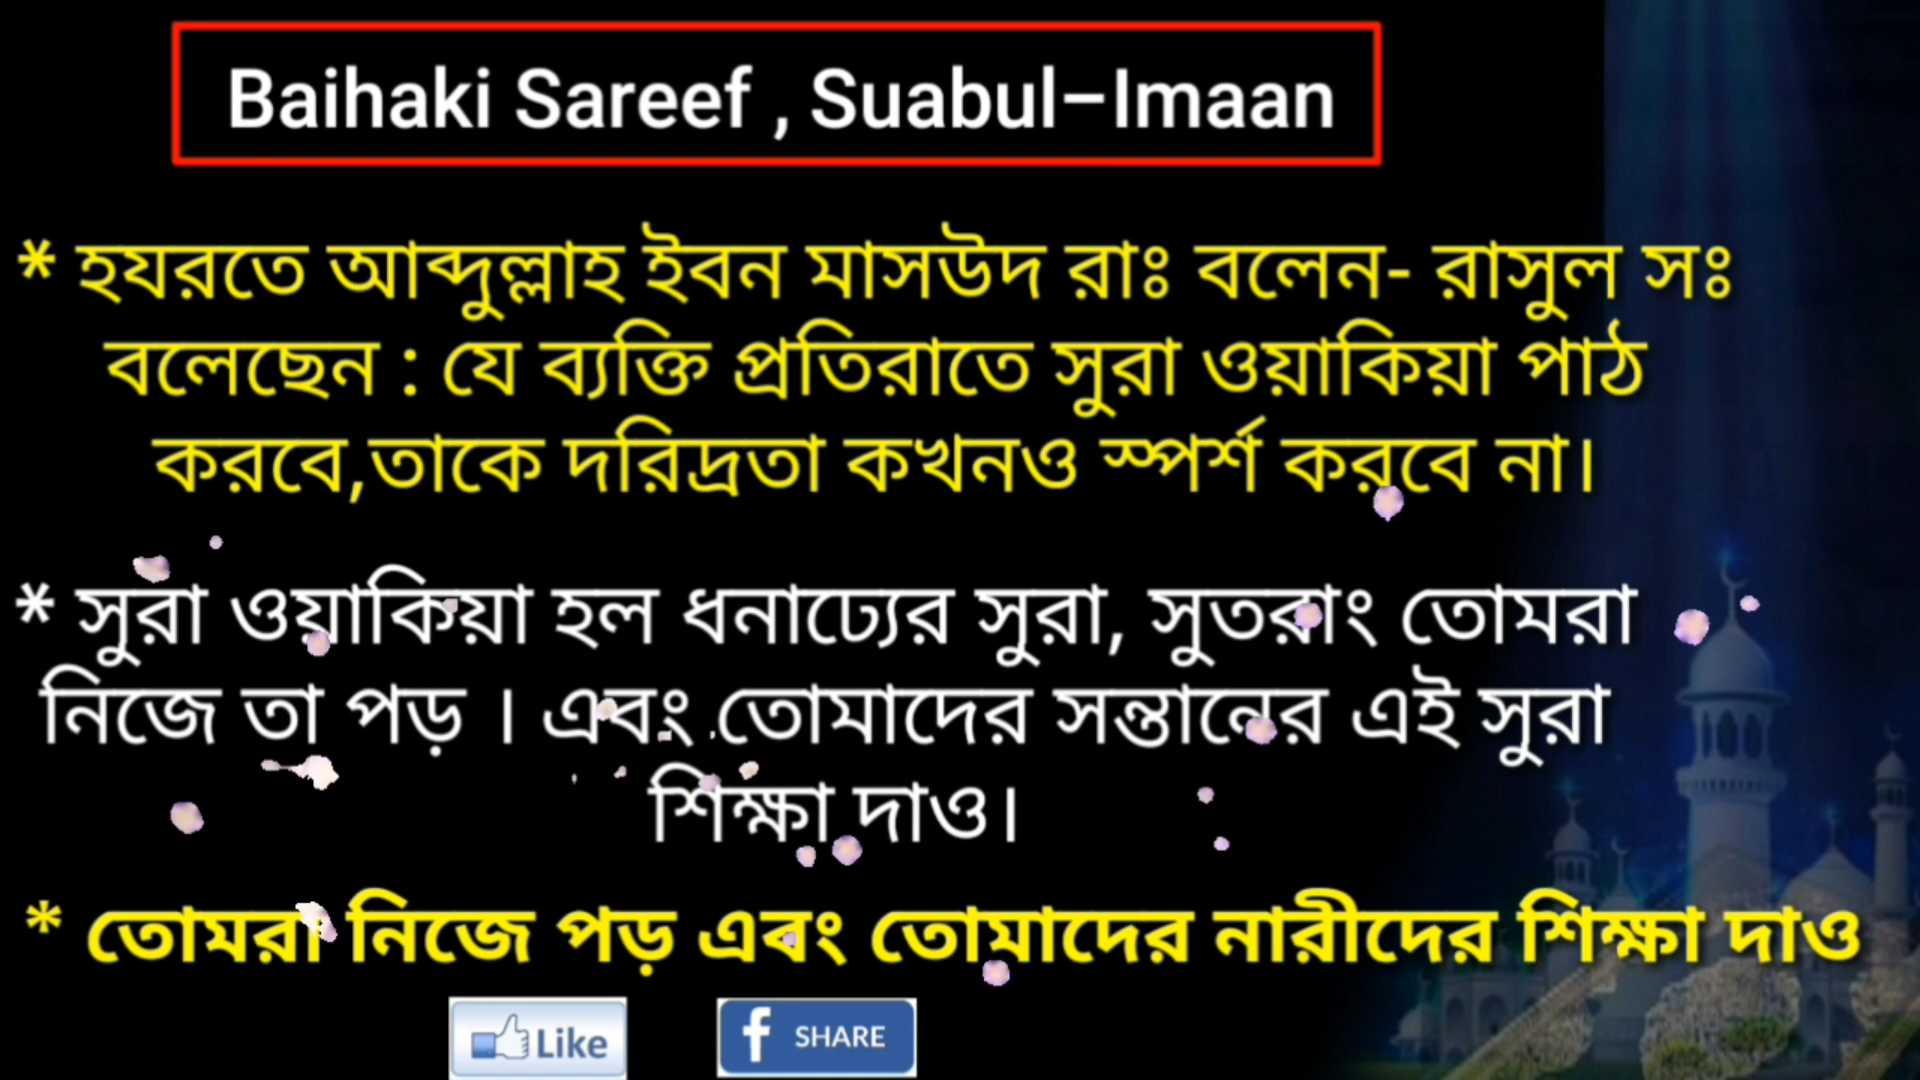 Baihaki Sareef , Suabul–Imaan
* হযরতে আব্দুল্লাহ ইবন মাসউদ রাঃ বলেন- রাসুল সঃ
বলেছেন : যে ব্যক্তি প্রতিরাতে সুরা ওয়াকিয়া পাঠ
করবে,তাকে দরিদ্রতা কখনও স্পর্শ করবে না।
* সুরা ওয়াকিয়া হল ধনাঢ্যের সুরা, সুতরাং তোমরা
নিজে তা পড় । এবং তোমাদের সন্তানের এই সুরা
শিক্ষা দাও।
* তোমরা নিজে পড় এবং তোমাদের নারীদের শিক্ষা দাও
Like
f SHARE